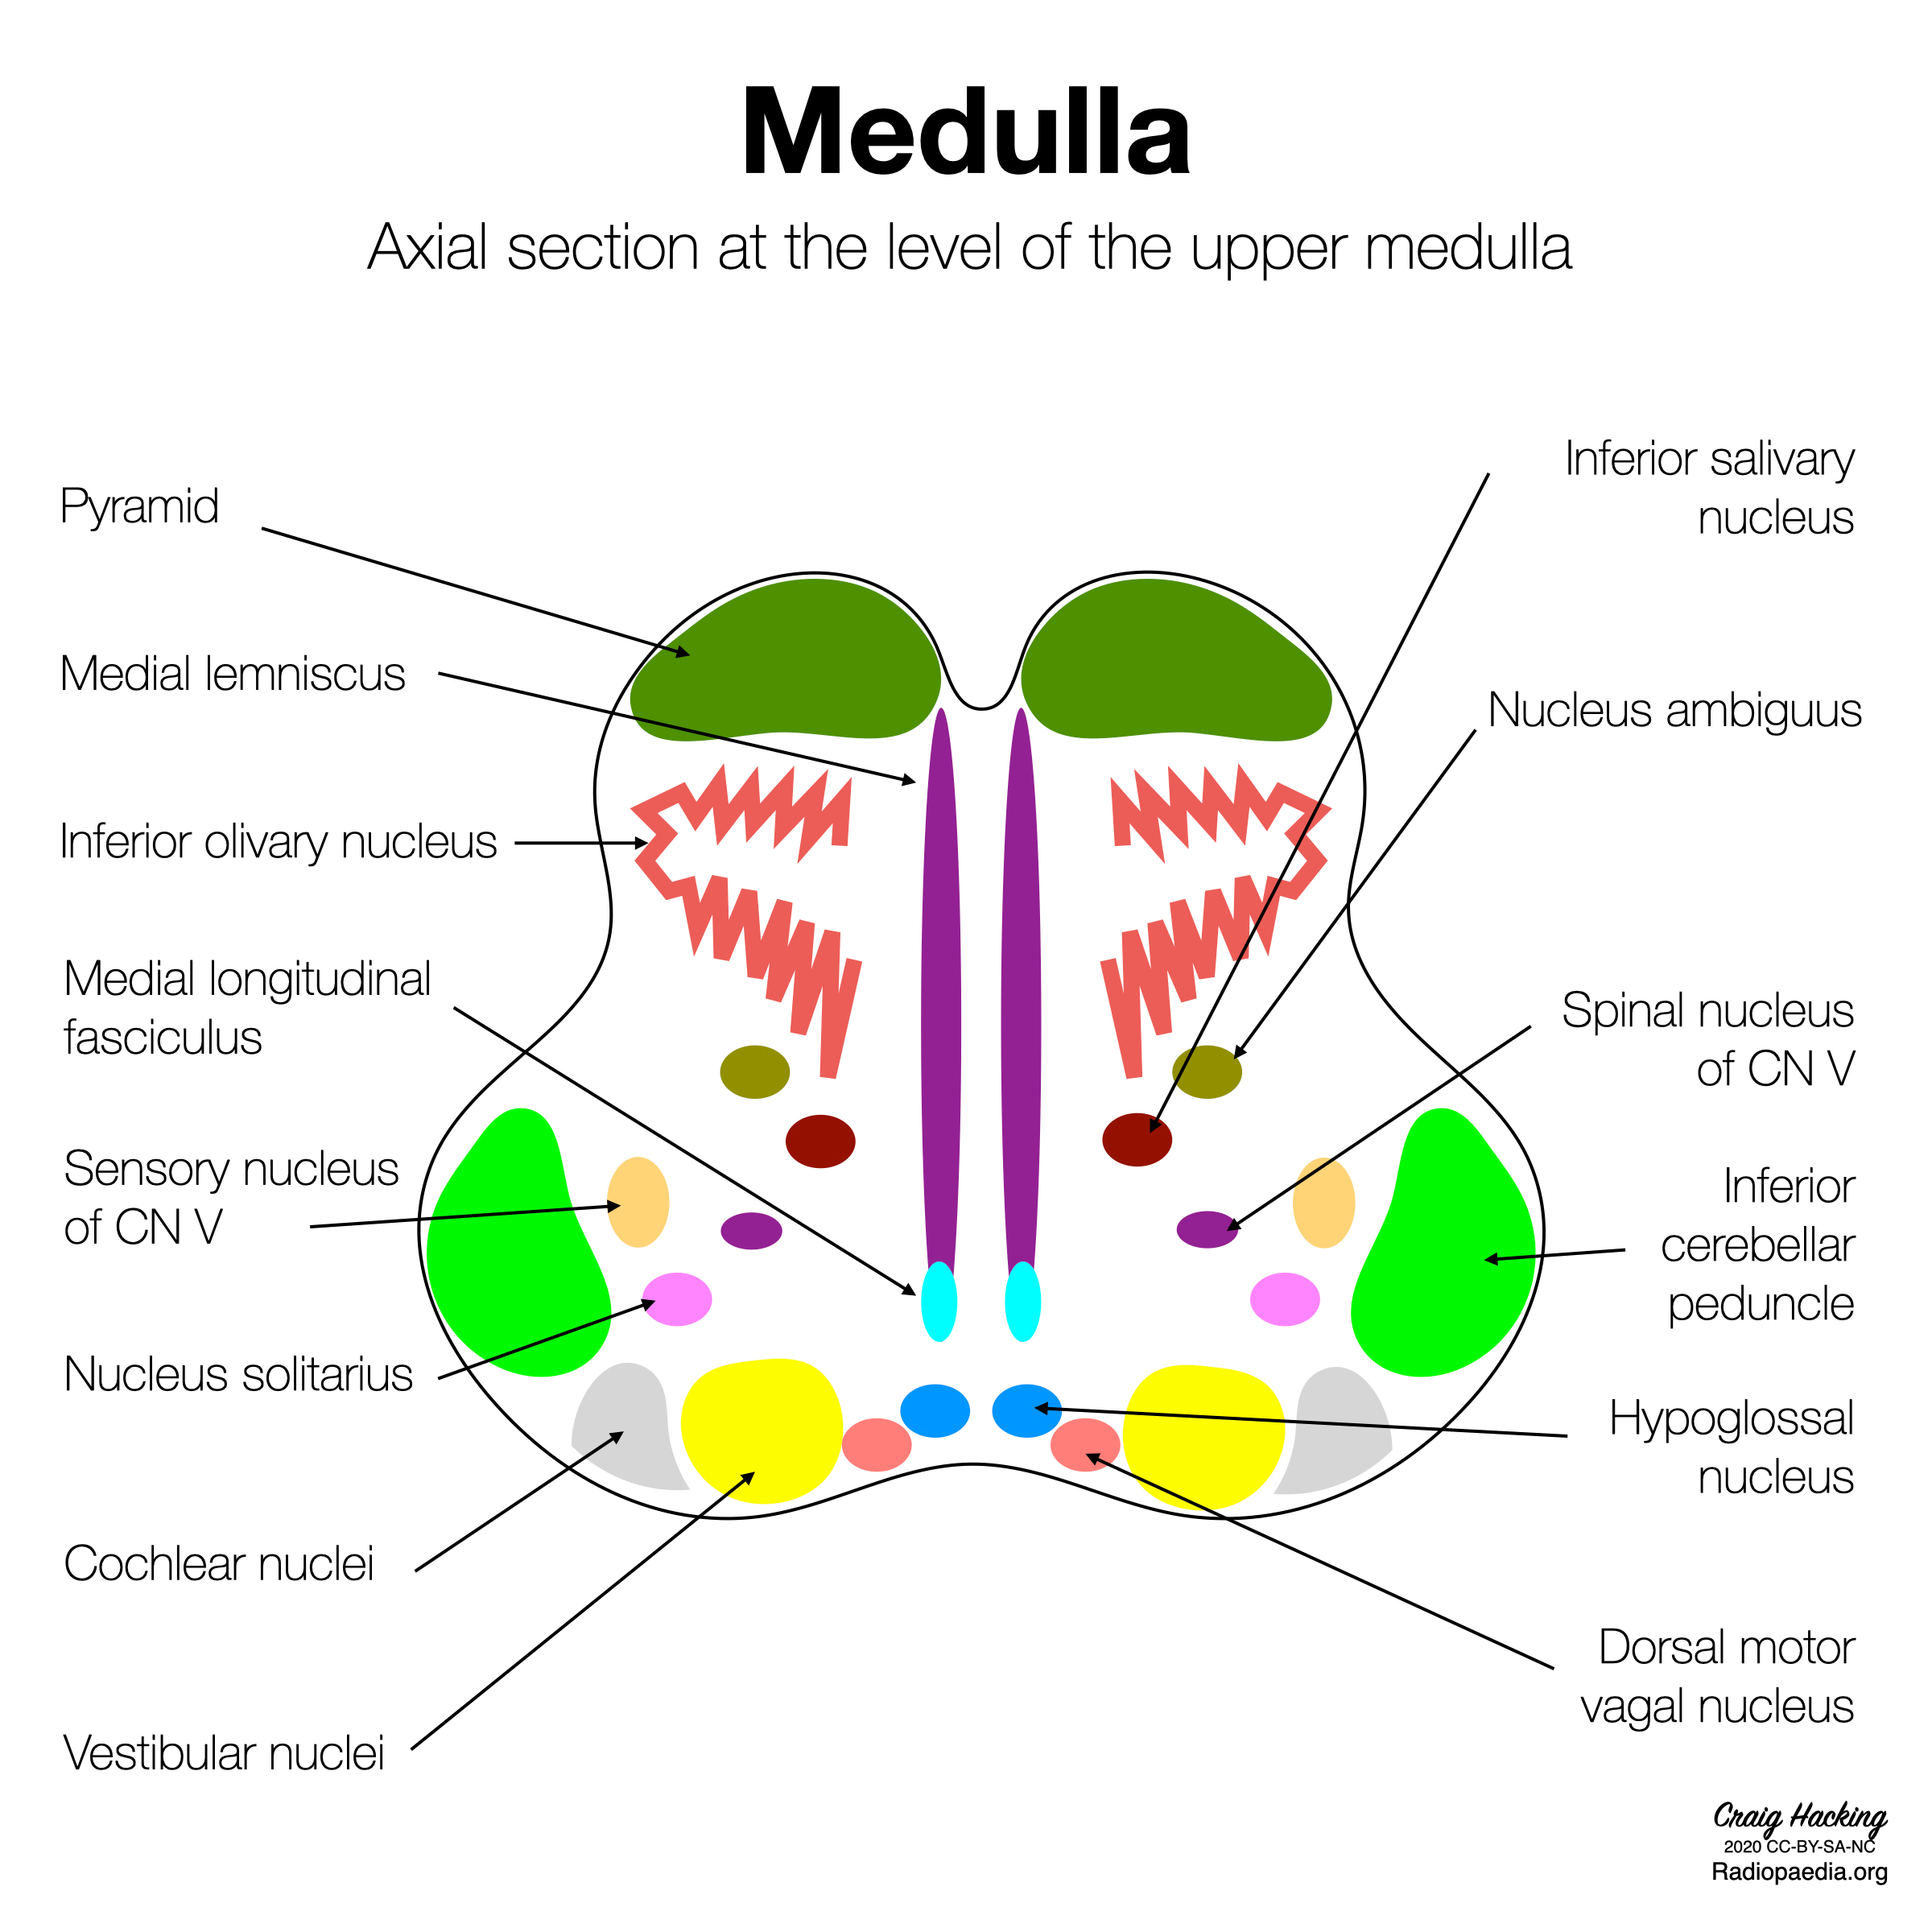 Medulla
Axial section at the level of the upper medulla
Pyramid
Medial lemniscus
Inferior olivary nucleus
Medial longitudinal
fasciculus
Sensory nucleus
of CN V
Nucleus solitarius
Cochlear nuclei
Vestibular nuclei
Inferior salivary
nucleus
Nucleus ambiguus
Spinal nucleus
of CN V
Inferior
cerebellar
peduncle
Hypoglossal
nucleus
Dorsal motor
vagal nucleus
Craig Hacking
2020 CC-BY-SA-NC
Radiopaedia.org